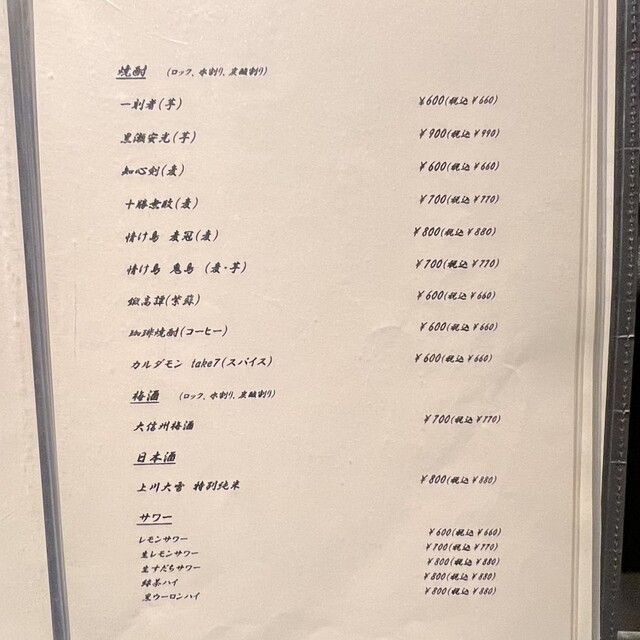 焼酎 (ロック、水割り、炭酸割り)
一刻者(芋) ¥600(税込¥660)
黒瀬安光(芋) ¥900(税込¥990)
知心剣(麦) ¥600(税込¥660)
十勝無敗(麦) ¥700(税込¥770)
情け島 麦冠(麦) ¥800(税込¥880)
情け島 鬼島 (麦・芋) ¥700(税込¥770)
鍛高譚(紫蘇) ¥600(税込¥660)
珈琲焼酎(コーヒー) ¥600(税込¥660)
カルダモン take7(スパイス) ¥600(税込¥660)
梅酒 (ロック、水割り、炭酸割り)
大信州梅酒 ¥700(税込¥770)
日本酒
上川大雪 特別純米 ¥800(税込¥880)
サワー
レモンサワー ¥600(税込¥660)
生レモンサワー ¥700(税込¥770)
生すだちサワー ¥800(税込¥880)
緑茶ハイ ¥800(税込¥880)
黒ウーロンハイ ¥800(税込¥880)